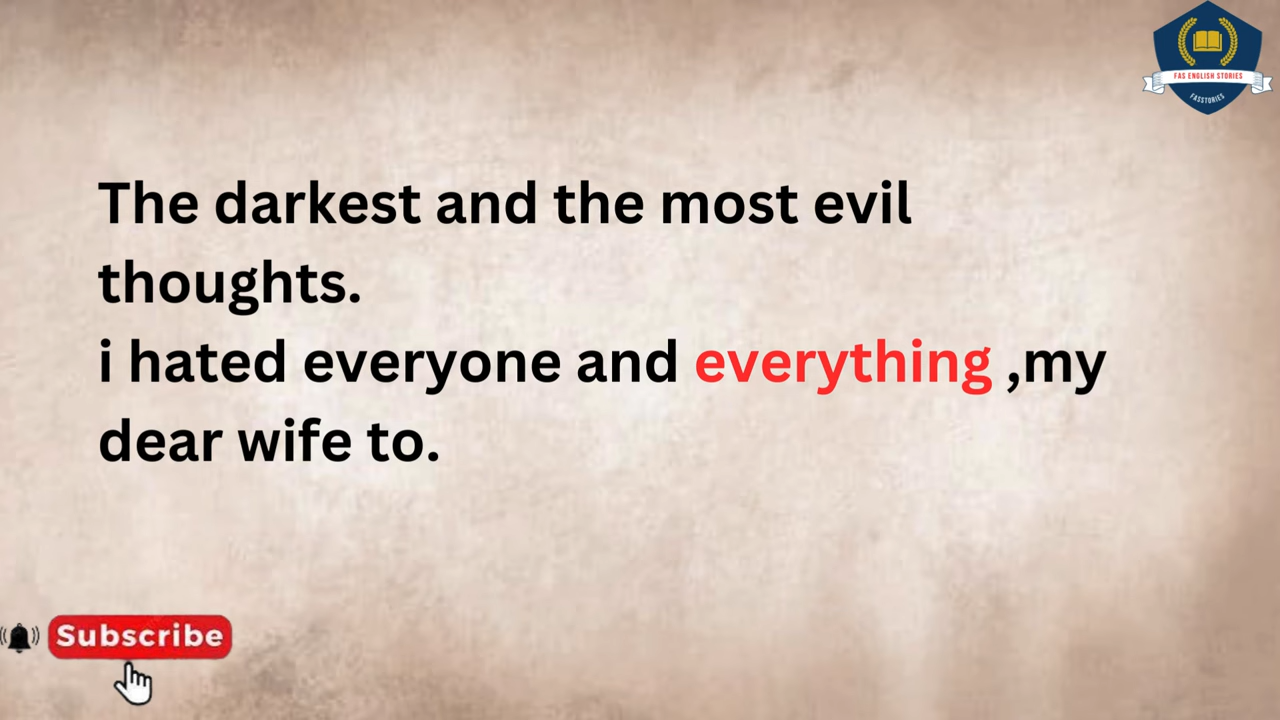 FAS ENGLISH STORIES
FASSTORIES
The darkest and the most evil
thoughts.
i hated everyone and everything ,my
dear wife to.
Subscribe